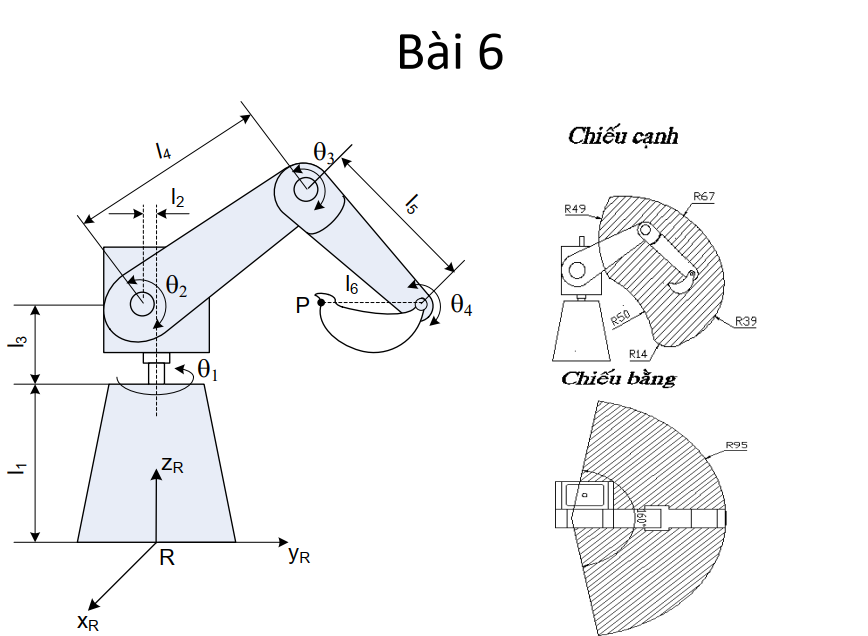 Bài 6
l4
θ3
l2
l5
θ2
l6
P
θ4
l3
θ1
l1
zR
R
yR
xR
Chiếu cạnh
R49
R67
R50
R39
R14
Chiếu bằng
R95
160°